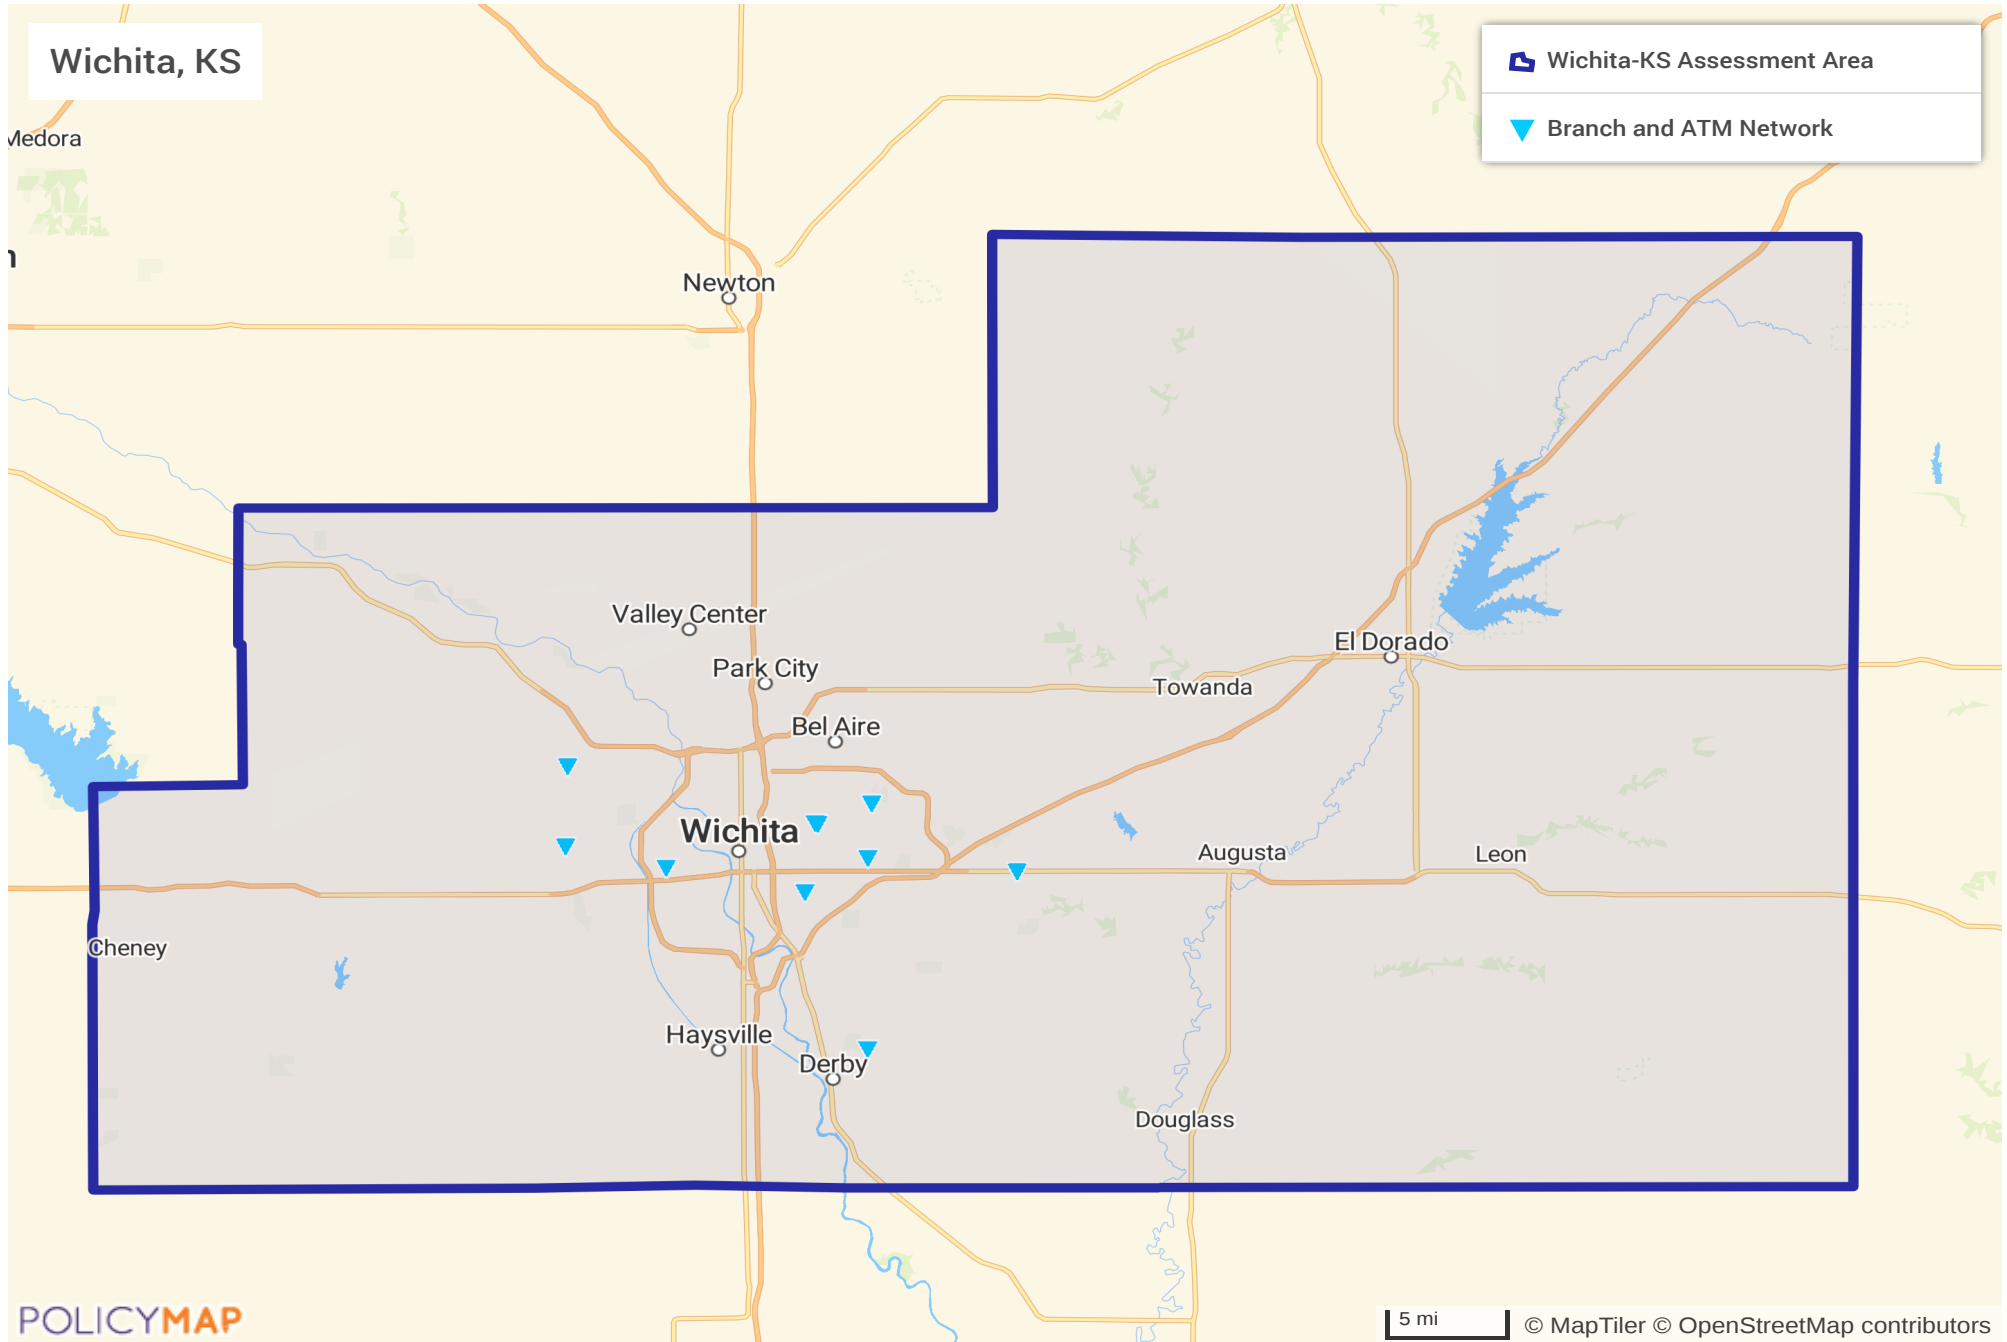 Wichita, KS
Wichita-KS Assessment Area
Branch and ATM Network
Medora
n
Newton
Valley Center
Park City
El Dorado
Towanda
Bel Aire
Wichita
Augusta
Leon
Cheney
Haysville
Derby
Douglass
POLICYMAP
5 mi
© MapTiler © OpenStreetMap contributors